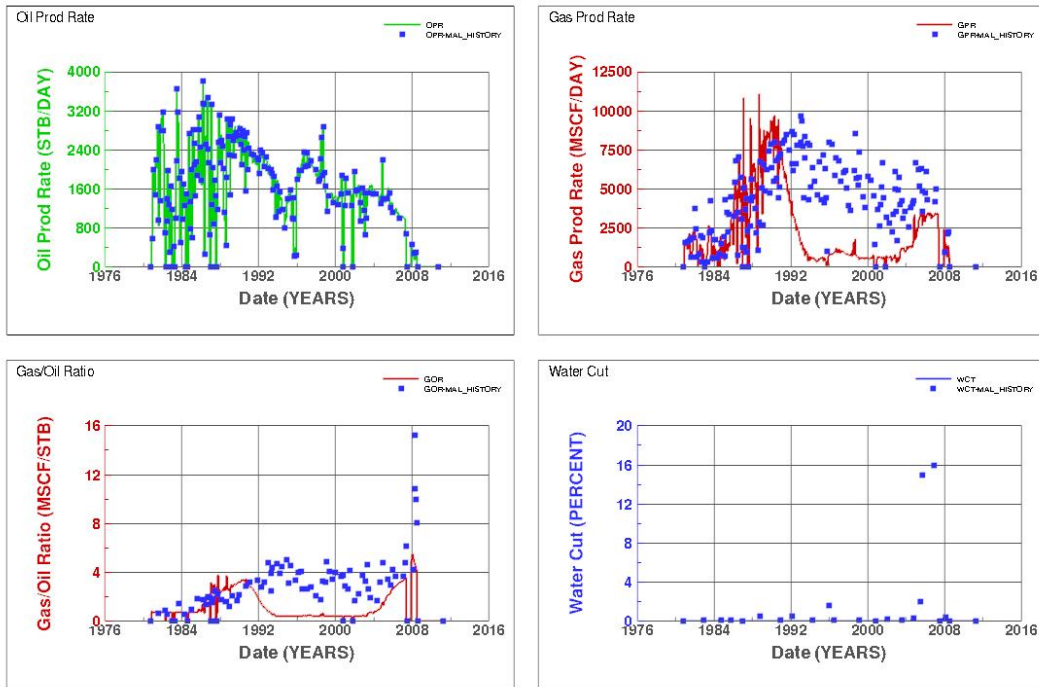 Oil Prod Rate
OPR
OPR-MAL_HISTORY
Oil Prod Rate (STB/DAY)
4000
3200
2400
1600
800
0
1976
1984
1992
2000
2008
2016
Date (YEARS)
Gas Prod Rate
GPR
GPR-MAL_HISTORY
Gas Prod Rate (MSCF/DAY)
12500
10000
7500
5000
2500
0
1976
1984
1992
2000
2008
2016
Date (YEARS)
Gas/Oil Ratio
GOR
GOR-MAL_HISTORY
Gas/Oil Ratio (MSCF/STB)
16
12
8
4
0
1976
1984
1992
2000
2008
2016
Date (YEARS)
Water Cut
WCT
WCT-MAL_HISTORY
Water Cut (PERCENT)
20
16
12
8
4
0
1976
1984
1992
2000
2008
2016
Date (YEARS)